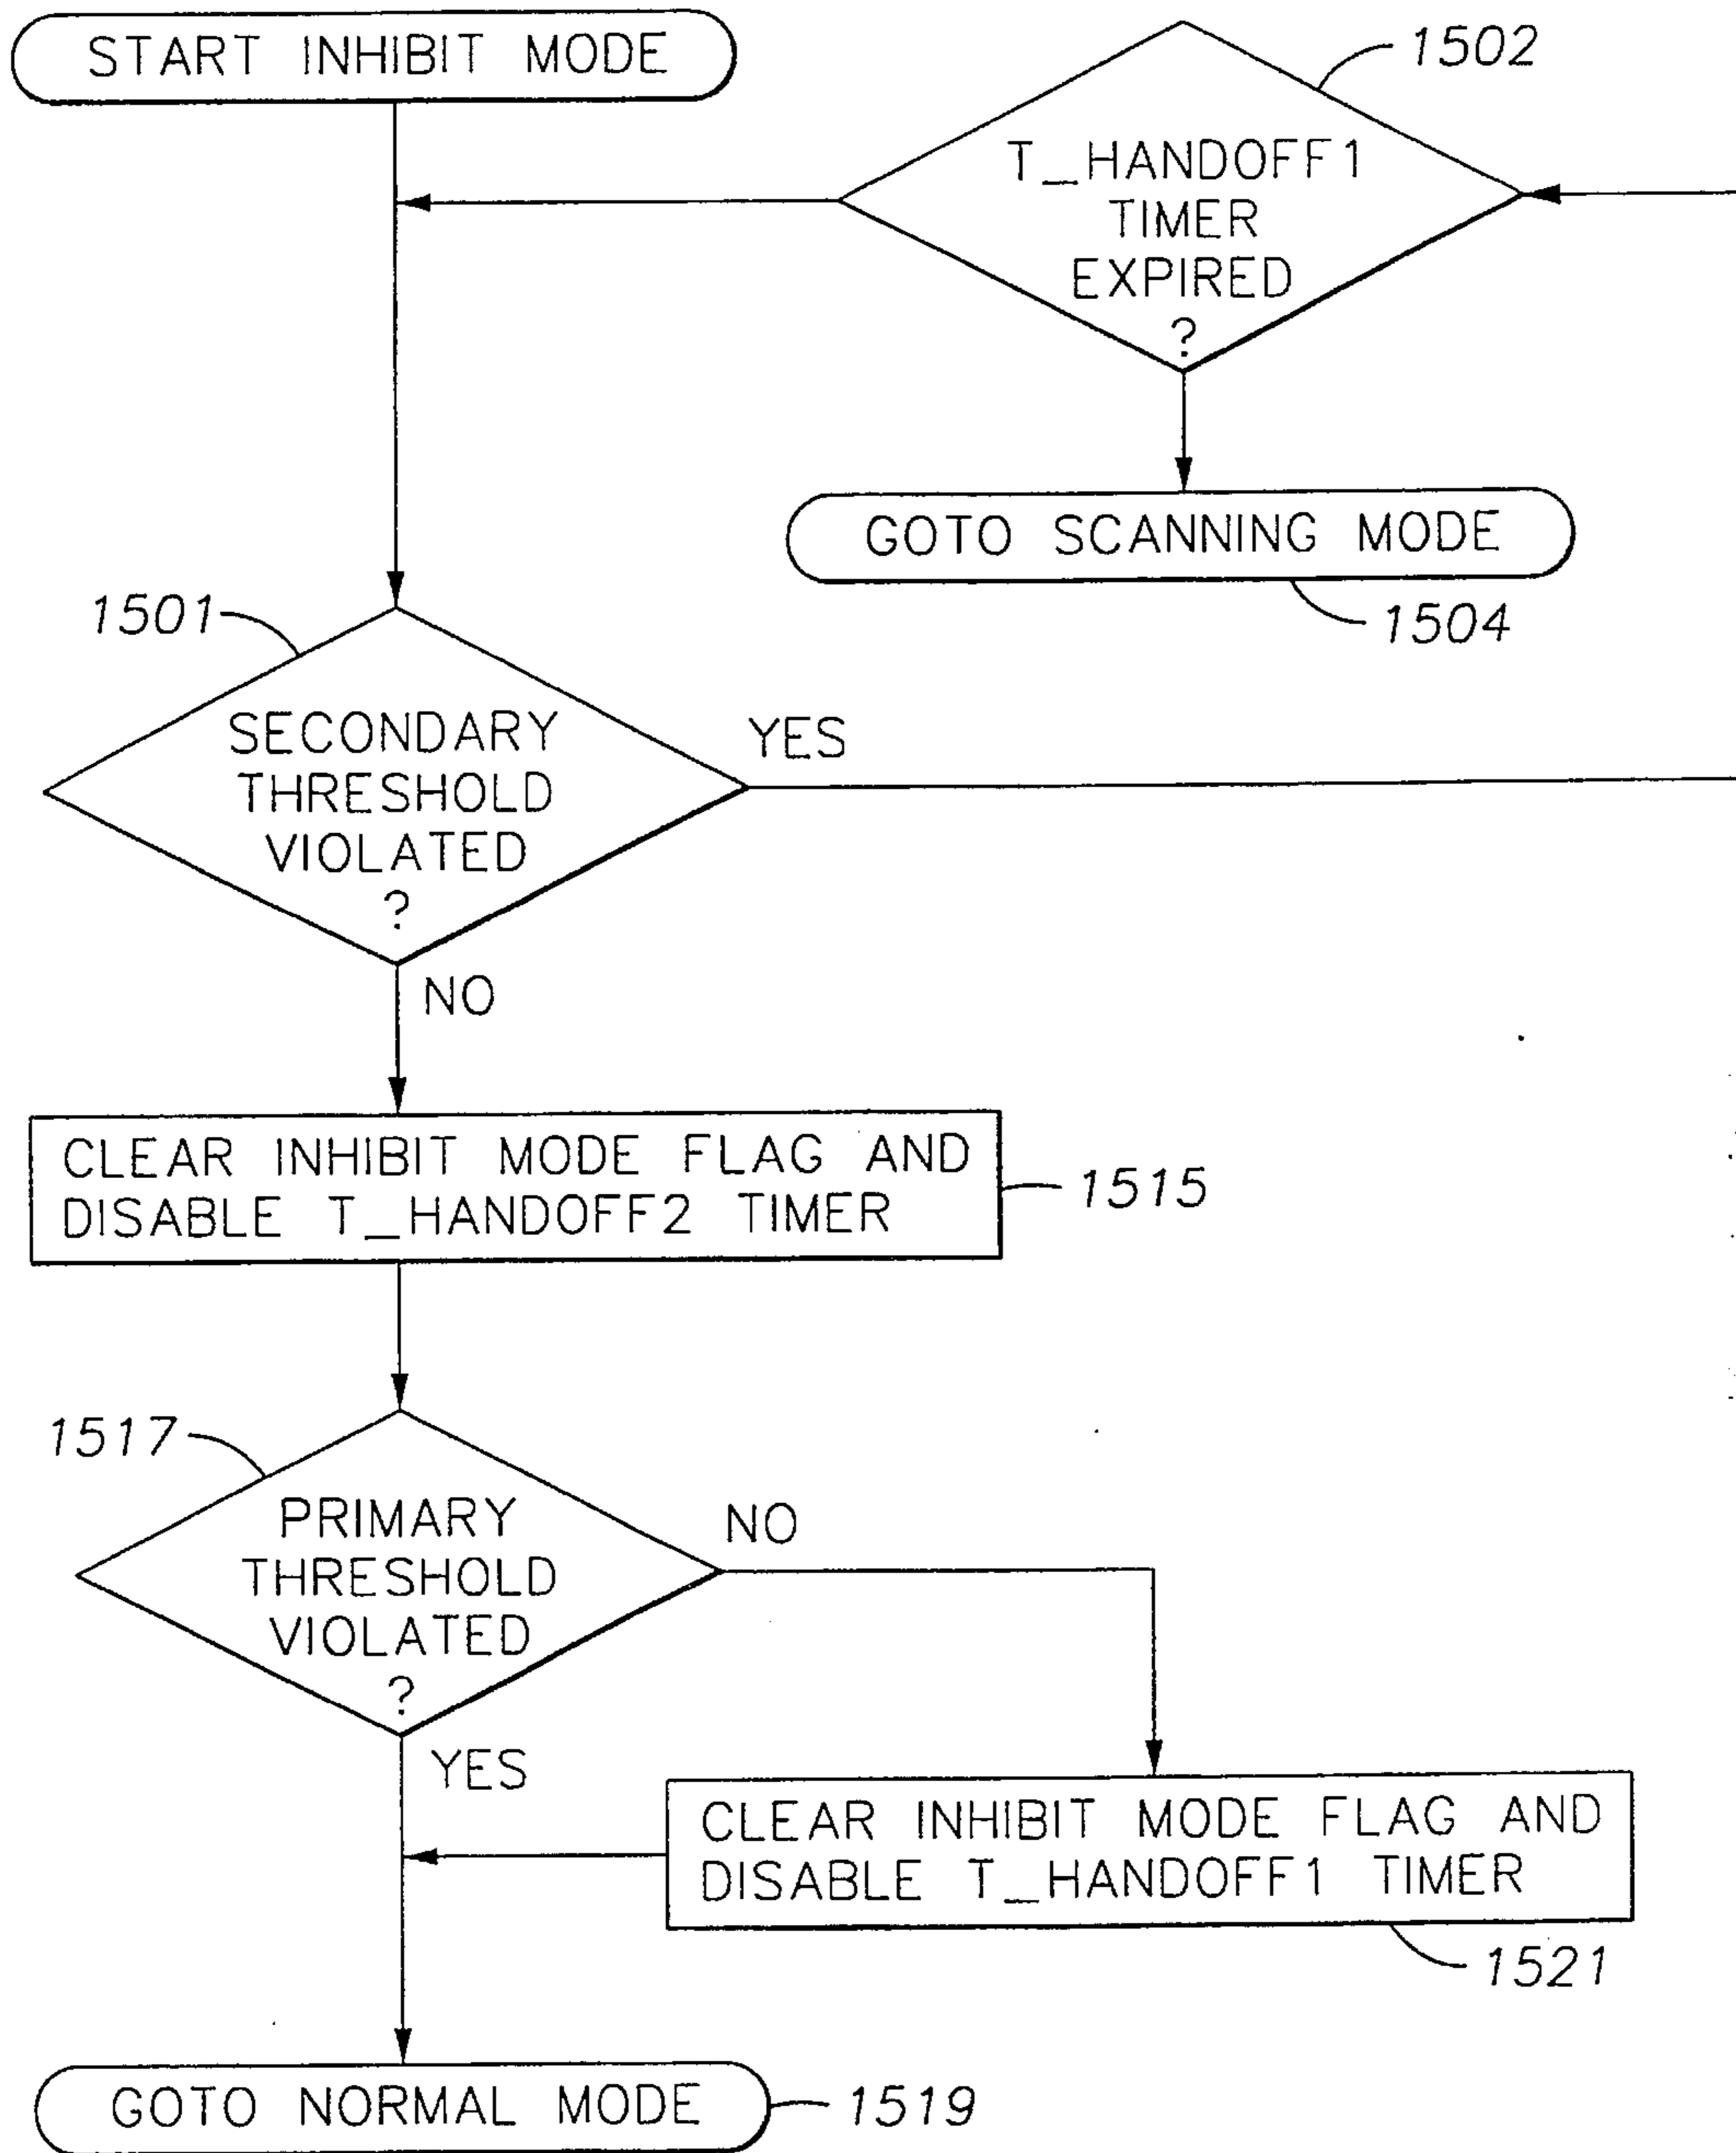 START INHIBIT MODE
1502
T_HANDOFF1
TIMER
EXPIRED
?
GOTO SCANNING MODE
1504
1501
SECONDARY
THRESHOLD
VIOLATED
?
YES
NO
CLEAR INHIBIT MODE FLAG AND
DISABLE T_HANDOFF2 TIMER
1515
1517
PRIMARY
THRESHOLD
VIOLATED
?
NO
YES
CLEAR INHIBIT MODE FLAG AND
DISABLE T_HANDOFF1 TIMER
1521
GOTO NORMAL MODE
1519